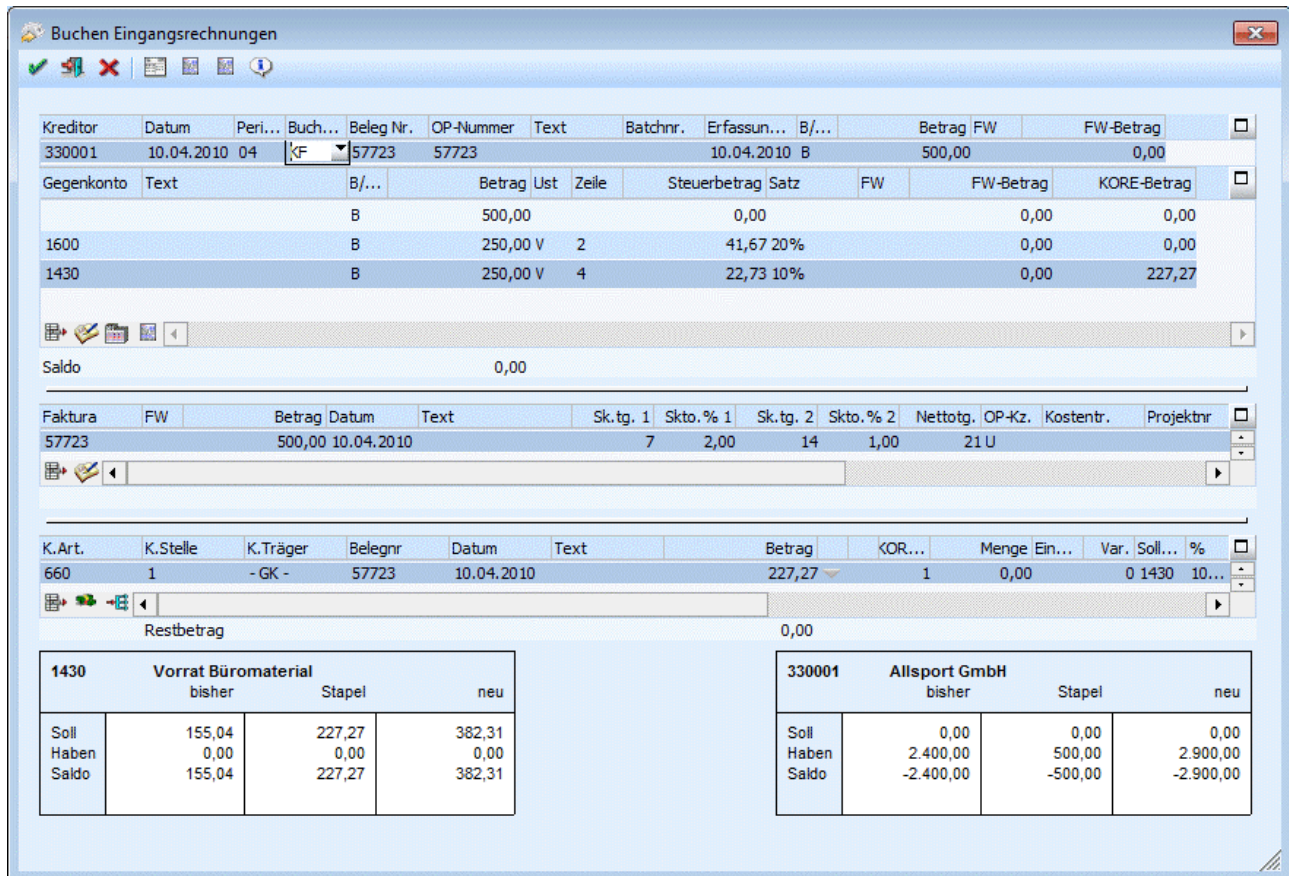 Buchen Eingangsrechnungen
Kreditor Datum Peri... Buch... Beleg Nr. OP-Nummer Text Batchnr. Erfassun... B/... Betrag FW FW-Betrag
330001 10.04.2010 04 KF 57723 57723 10.04.2010 B 500,00 0,00
Gegenkonto Text B/... Betrag Ust Zeile Steuerbetrag Satz FW FW-Betrag KORE-Betrag
B 500,00 0,00 0,00 0,00
1600 B 250,00 V 2 41,67 20% 0,00 0,00
1430 B 250,00 V 4 22,73 10% 0,00 227,27
Saldo 0,00
Faktura FW Betrag Datum Text Sk.tg. 1 Skto.% 1 Sk.tg. 2 Skto.% 2 Nettotg. OP-Kz. Kostentr. Projektnr
57723 500,00 10.04.2010 7 2,00 14 1,00 21 U
K.Art. K.Stelle K.Träger Belegnr Datum Text Betrag KOR... Menge Ein... Var. Soll... %
660 1 - GK - 57723 10.04.2010 227,27 1 0,00 0 1430 10...
Restbetrag 0,00
1430 Vorrat Büromaterial
bisher Stapel neu
Soll 155,04 227,27 382,31
Haben 0,00 0,00 0,00
Saldo 155,04 227,27 382,31
330001 Allsport GmbH
bisher Stapel neu
Soll 0,00 0,00 0,00
Haben 2.400,00 500,00 2.900,00
Saldo -2.400,00 -500,00 -2.900,00